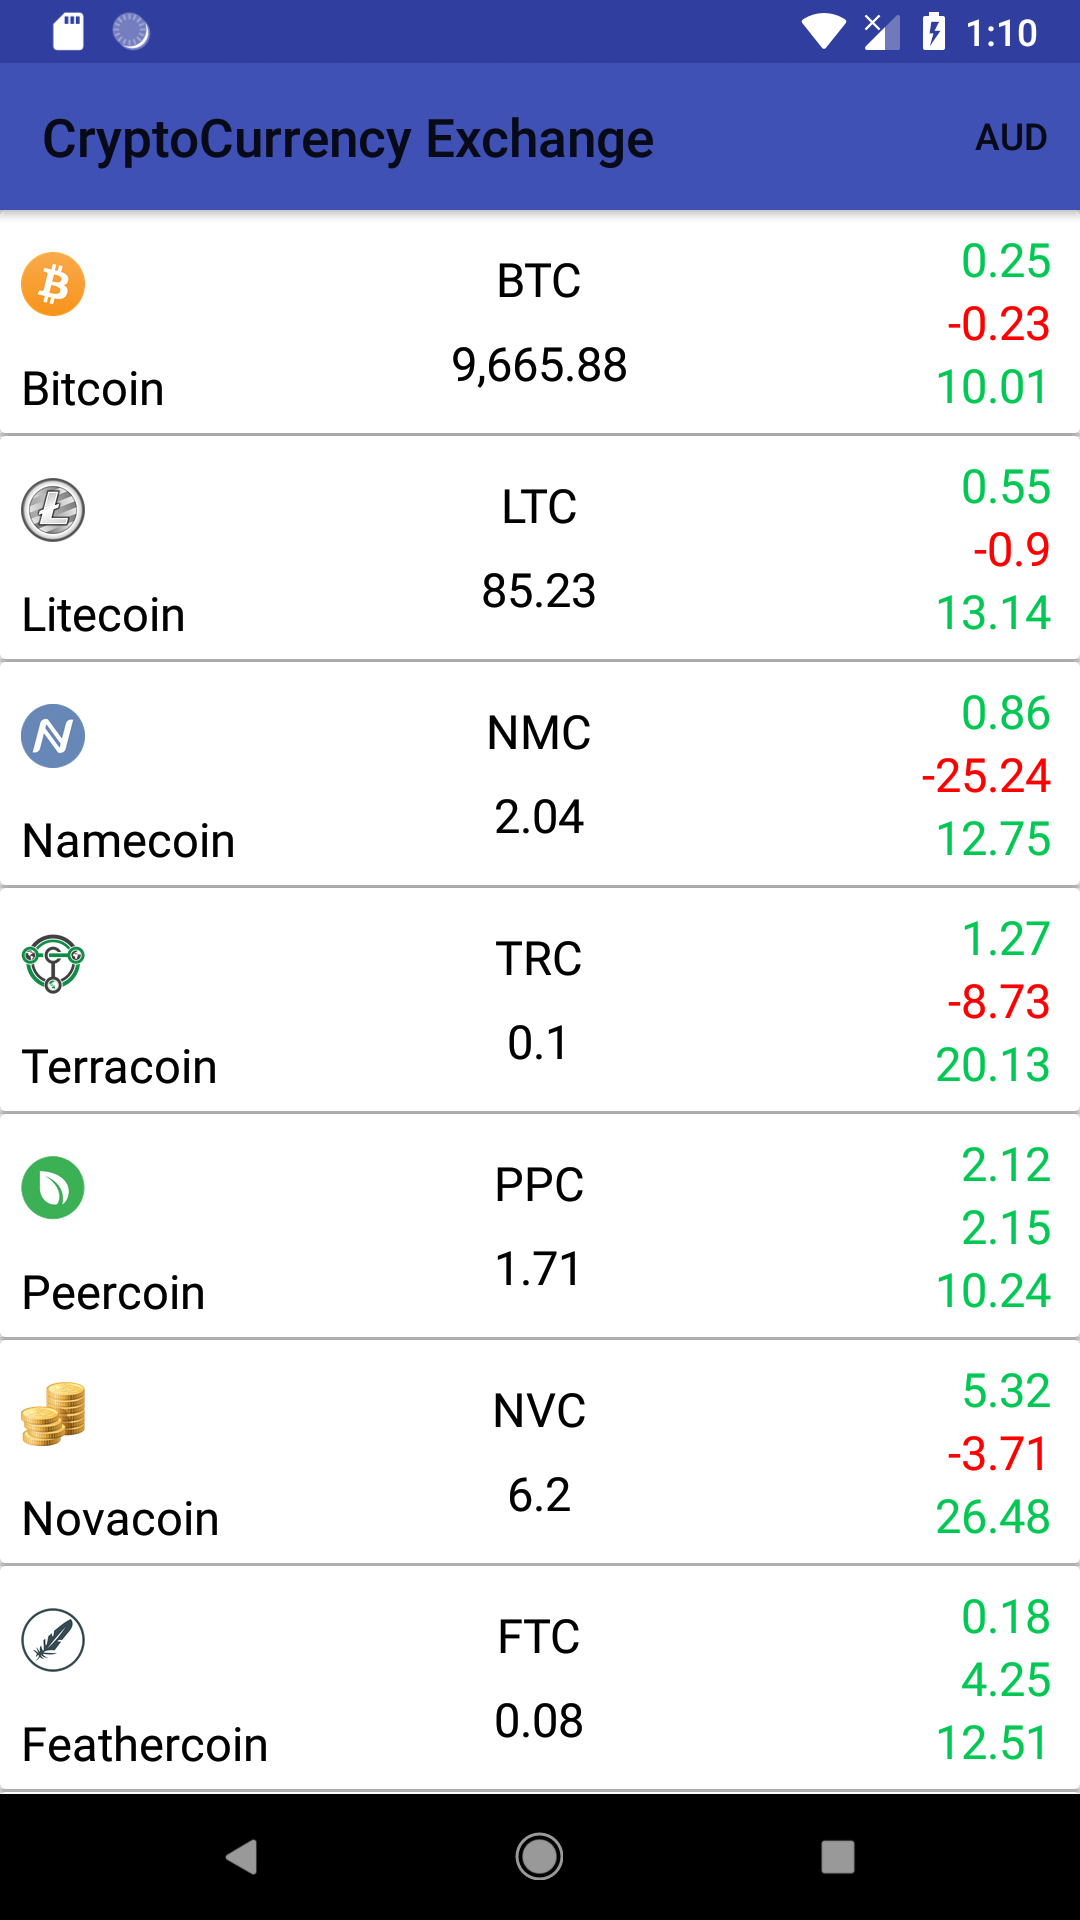 1:10
CryptoCurrency Exchange AUD
BTC
9,665.88
Bitcoin
0.25
-0.23
10.01
LTC
85.23
Litecoin
0.55
-0.9
13.14
NMC
2.04
Namecoin
0.86
-25.24
12.75
TRC
0.1
Terracoin
1.27
-8.73
20.13
PPC
1.71
Peercoin
2.12
2.15
10.24
NVC
6.2
Novacoin
5.32
-3.71
26.48
FTC
0.08
Feathercoin
0.18
4.25
12.51